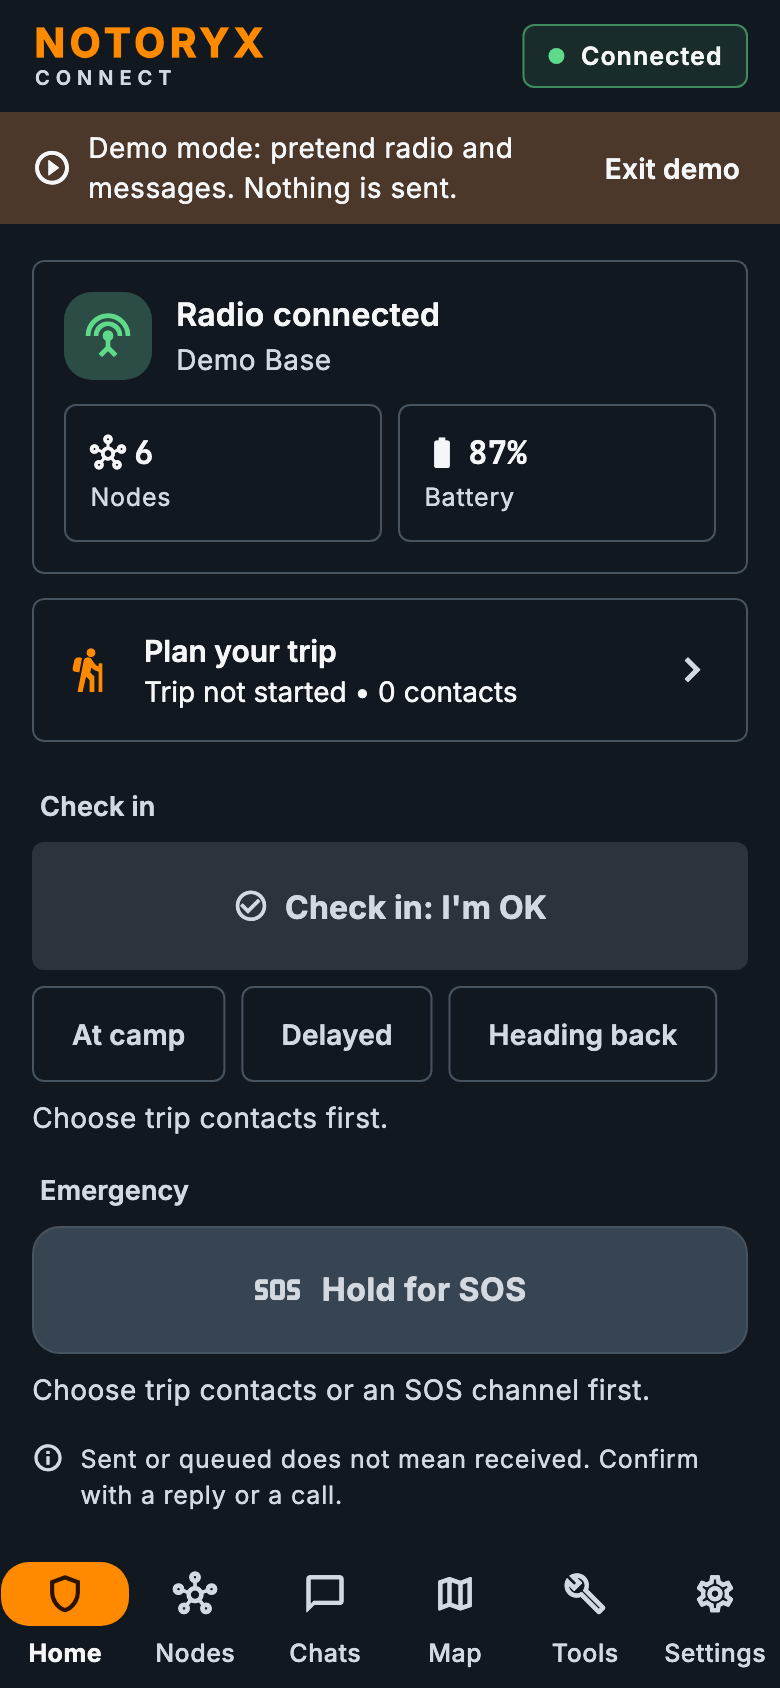 NOTORYX
CONNECT
Connected
Demo mode: pretend radio and
messages. Nothing is sent.
Exit demo
Radio connected
Demo Base
6
Nodes
87%
Battery
Plan your trip
Trip not started • 0 contacts
Check in
Check in: I'm OK
At camp
Delayed
Heading back
Choose trip contacts first.
Emergency
SOS Hold for SOS
Choose trip contacts or an SOS channel first.
Sent or queued does not mean received. Confirm
with a reply or a call.
Home
Nodes
Chats
Map
Tools
Settings